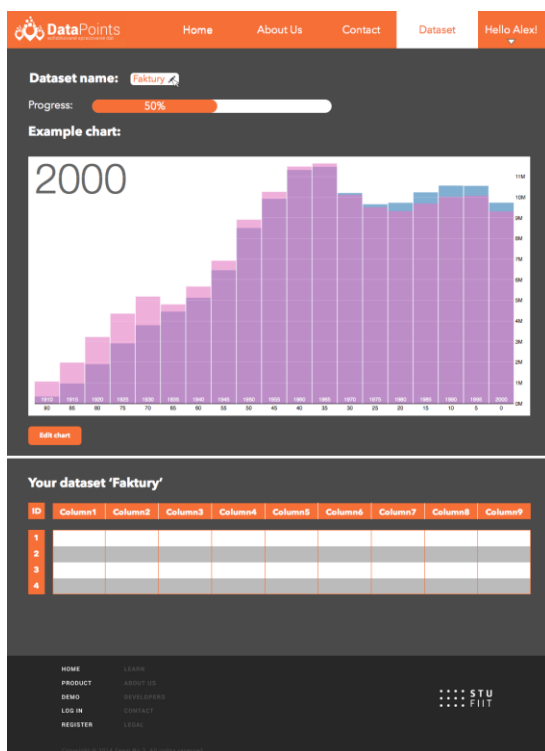 DataPoints
Home
About Us
Contact
Dataset
Hello Alex!
Dataset name: Faktury
Progress: 50%
Example chart:
2000
11M
10M
9M
8M
7M
6M
5M
4M
3M
2M
1M
0M
1910 1915 1920 1925 1930 1935 1940 1945 1950 1955 1960 1965 1970 1975 1980 1985 1990 1995 2000
90 85 80 75 70 65 60 55 50 45 40 35 30 25 20 15 10 5 0
Edit chart
Your dataset ‘Faktury’
ID Column1 Column2 Column3 Column4 Column5 Column6 Column7 Column8 Column9
1
2
3
4
HOME LEARN
PRODUCT ABOUT US
DEMO DEVELOPERS
LOG IN CONTACT
REGISTER LEGAL
STU
FIIT